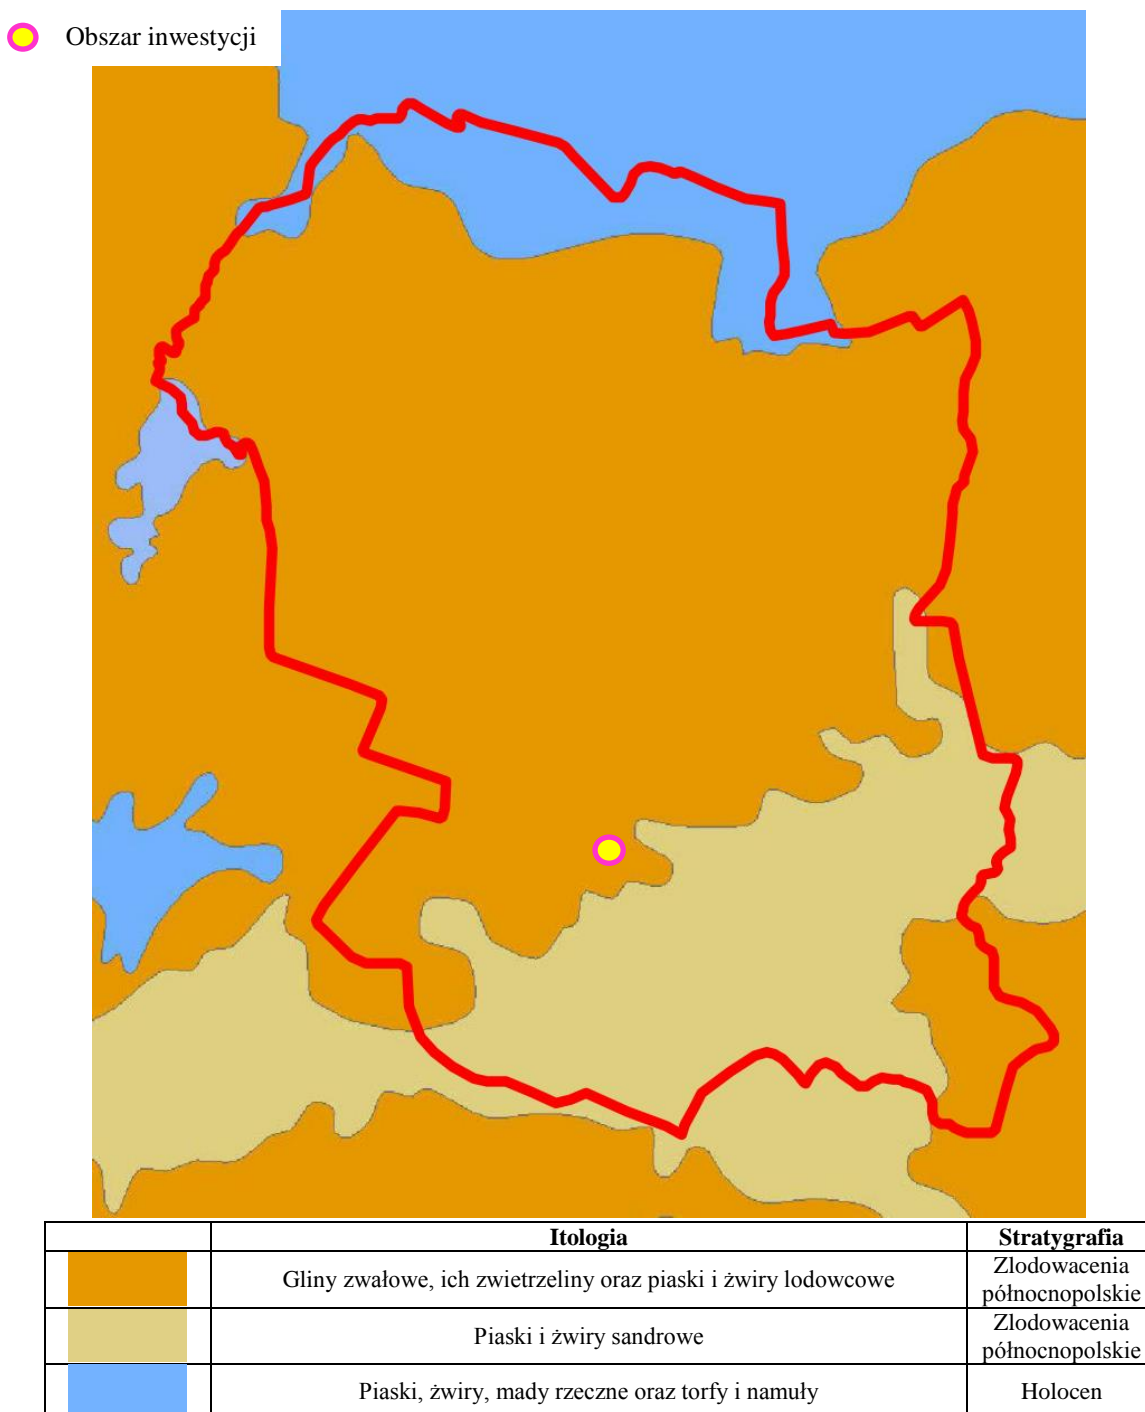 Obszar inwestycji
Itologia Stratygrafia
Gliny zwałowe, ich zwietrzeliny oraz piaski i żwiry lodowcowe
Zlodowacenia
północnopolskie
Piaski i żwiry sandrowe
Zlodowacenia
północnopolskie
Piaski, żwiry, mady rzeczne oraz torfy i namuły
Holocen